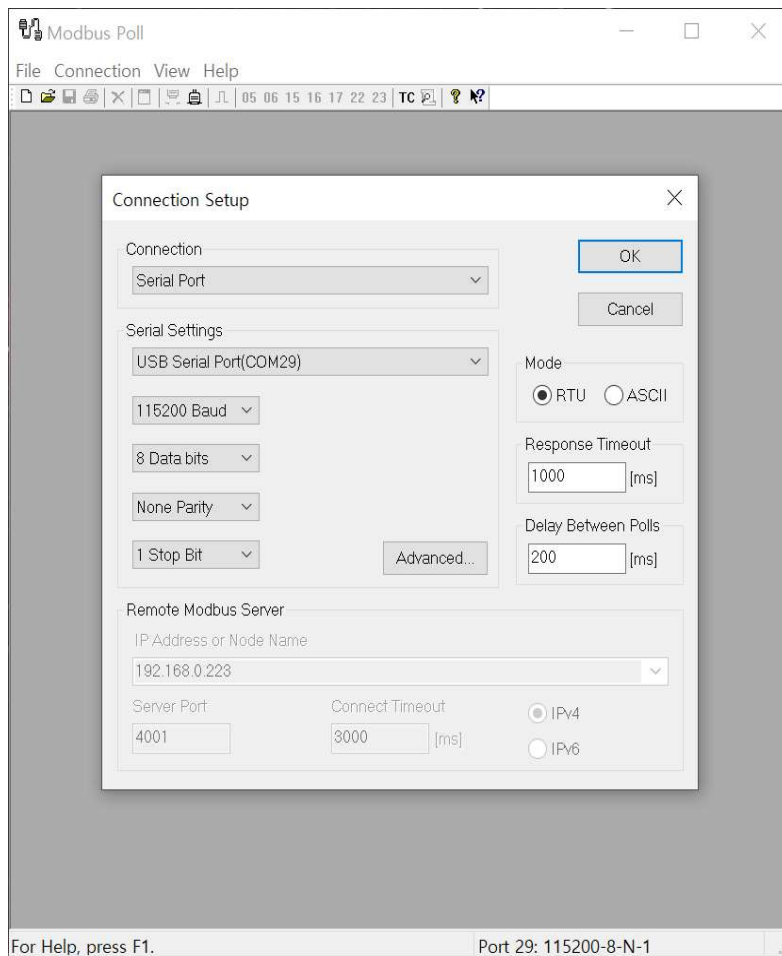 Modbus Poll
File Connection View Help
05 06 15 16 17 22 23 TC
Connection Setup
Connection
Serial Port
OK
Cancel
Serial Settings
USB Serial Port(COM29)
115200 Baud
8 Data bits
None Parity
1 Stop Bit
Advanced...
Mode
RTU ASCII
Response Timeout
1000 [ms]
Delay Between Polls
200 [ms]
Remote Modbus Server
IP Address or Node Name
192.168.0.223
Server Port Connect Timeout
4001 3000 [ms]
IPv4
IPv6
For Help, press F1. Port 29: 115200-8-N-1